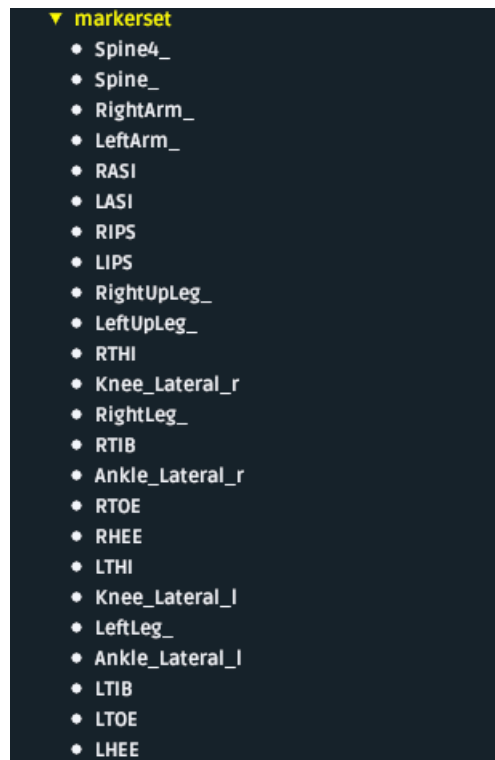 markerset
Spine4_
Spine_
RightArm_
LeftArm_
RASI
LASI
RIPS
LIPS
RightUpLeg_
LeftUpLeg_
RTHI
Knee_Lateral_r
RightLeg_
RTIB
Ankle_Lateral_r
RTOE
RHEE
LTHI
Knee_Lateral_l
LeftLeg_
Ankle_Lateral_l
LTIB
LTOE
LHEE